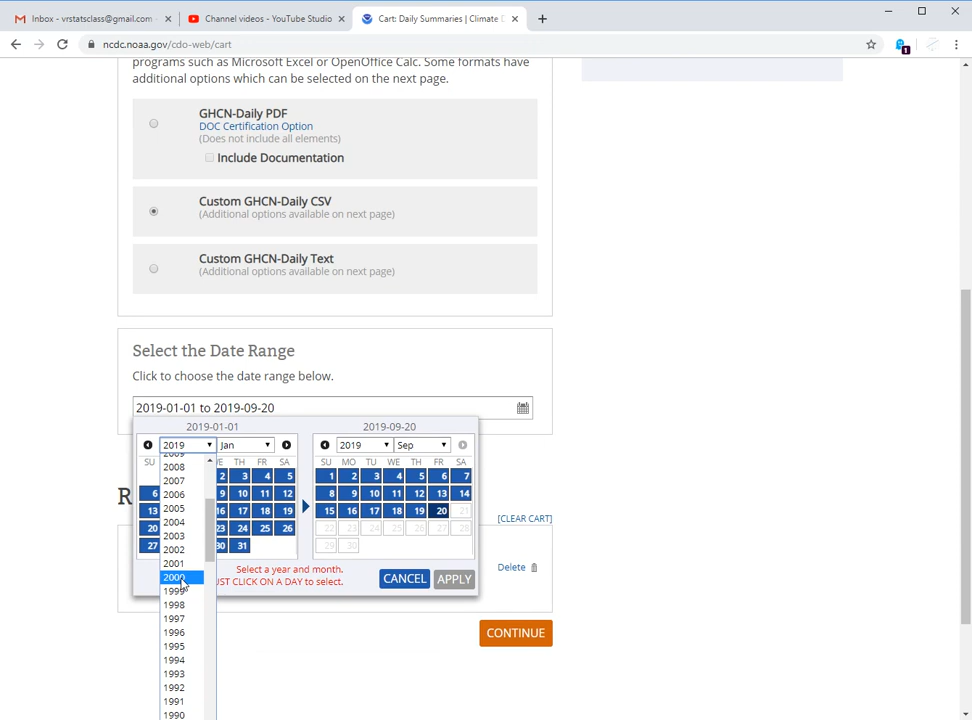 Inbox - vrstatsclass@gmail.com
Channel videos - YouTube Studio
Cart: Daily Summaries | Climate D
ncdc.noaa.gov/cdo-web/cart
1
programs such as Microsoft Excel or OpenOffice Calc. Some formats have
additional options which can be selected on the next page.
GHCN-Daily PDF
DOC Certification Option
(Does not include all elements)
Include Documentation
Custom GHCN-Daily CSV
(Additional options available on next page)
Custom GHCN-Daily Text
(Additional options available on next page)
Select the Date Range
Click to choose the date range below.
2019-01-01 to 2019-09-20
2019-01-01
2019-09-20
2019 Jan
2019 Sep
SU WE TH FR SA
SU MO TU WE TH FR SA
2 3 4 5
1 2 3 4 5 6 7
6 9 10 11 12
8 9 10 11 12 13 14
13 16 17 18 19
15 16 17 18 19 20 21
20 23 24 25 26
22 23 24 25 26 27 28
27 30 31
29 30
2009
2008
2007
2006
2005
2004
2003
2002
2001
2000
1999
1998
1997
1996
1995
1994
1993
1992
1991
1990
Select a year and month.
UST CLICK ON A DAY to select.
CANCEL
APPLY
R
[CLEAR CART]
Delete
CONTINUE